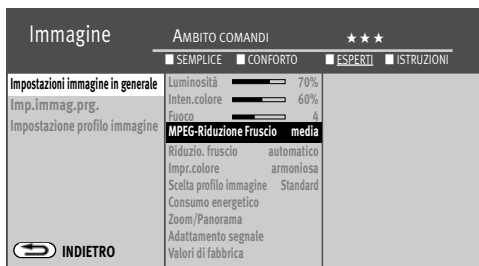 Immagine
AMBITO COMANDI ★★★
SEMPLICE CONFORTO ESPERTI ISTRUZIONI
Impostazioni immagine in generale
Imp.immag.prg.
Impostazione profilo immagine
Luminosità 70%
Inten.colore 60%
Fuoco 4
MPEG-Riduzione Fruscio media
Riduzio. fruscio automatico
Impr.colore armoniosa
Scelta profilo immagine Standard
Consumo energetico
Zoom/Panorama
Adattamento segnale
Valori di fabbrica
INDIETRO